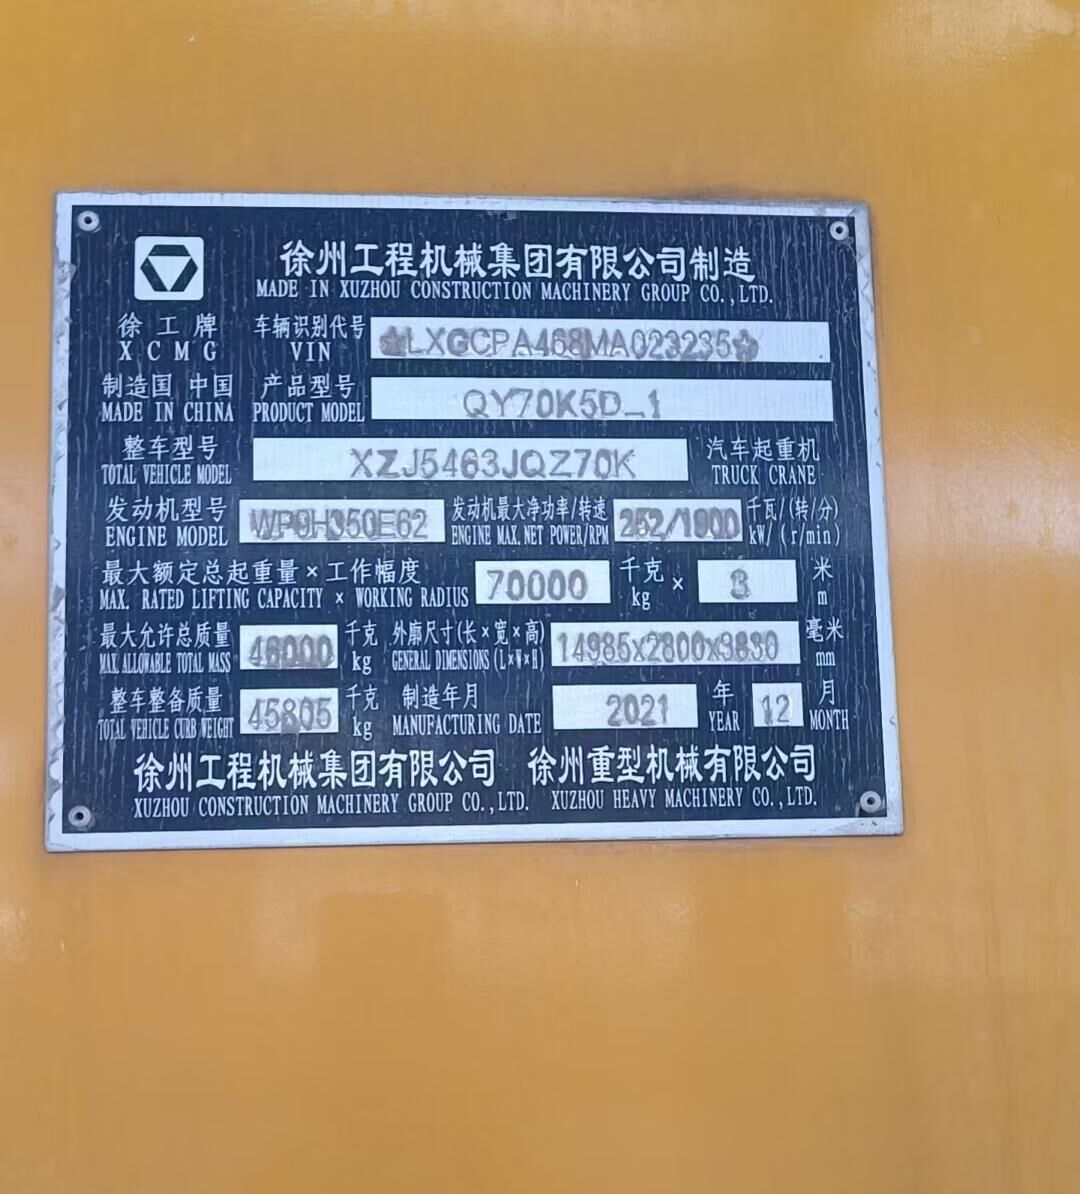 徐州工程机械集团有限公司制造
MADE IN XUZHOU CONSTRUCTION MACHINERY GROUP CO.,LTD.
徐工牌 车辆识别代号
XCMG VIN ★LXGCPA468MA023235★
制造国 中国 产品型号
MADE IN CHINA PRODUCT MODEL QY70K5D_1
整车型号 汽车起重机
TOTAL VEHICLE MODEL XZJ5463JQZ70K TRUCK CRANE
发动机型号 发动机最大净功率/转速 千瓦/(转/分)
ENGINE MODEL WP9H350E62 ENGINE MAX.NET POWER/RPM 252/1900 kW/(r/min)
最大额定总起重量×工作幅度 千克 米
MAX. RATED LIFTING CAPACITY × WORKING RADIUS 70000 kg × 3 m
最大允许总质量 千克 外廓尺寸(长×宽×高) 毫米
MAX. ALLOWABLE TOTAL MASS 46000 kg GENERAL DIMENSIONS(L×W×H) 14985x2800x3830 mm
整车整备质量 千克 制造年月 年 月
TOTAL VEHICLE CURB WEIGHT 45805 kg MANUFACTURING DATE 2021 YEAR 12 MONTH
徐州工程机械集团有限公司 徐州重型机械有限公司
XUZHOU CONSTRUCTION MACHINERY GROUP CO.,LTD. XUZHOU HEAVY MACHINERY CO.,LTD.